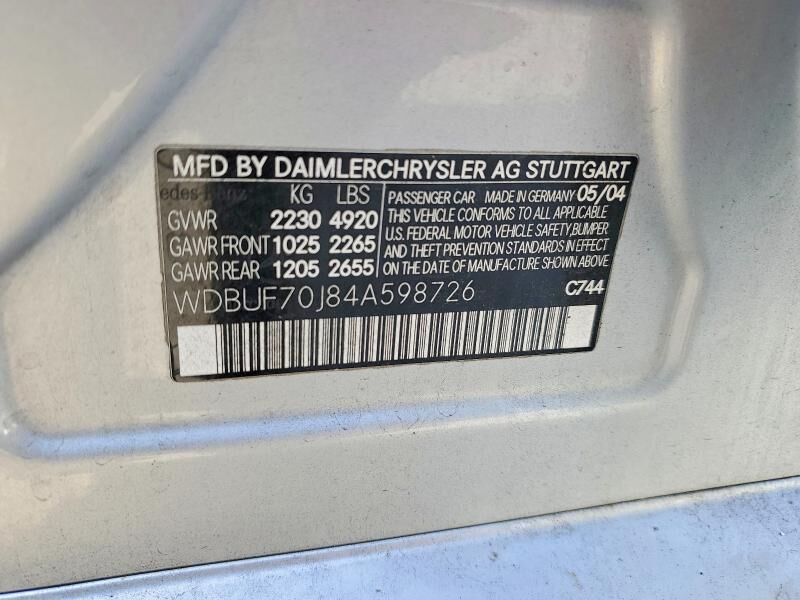 MFD BY DAIMLERCHRYSLER AG STUTTGART
KG LBS
GVWR 2230 4920
GAWR FRONT 1025 2265
GAWR REAR 1205 2655
PASSENGER CAR MADE IN GERMANY 05/04
THIS VEHICLE CONFORMS TO ALL APPLICABLE
U.S. FEDERAL MOTOR VEHICLE SAFETY, BUMPER
AND THEFT PREVENTION STANDARDS IN EFFECT
ON THE DATE OF MANUFACTURE SHOWN ABOVE.
WDBUF70J84A598726
C744